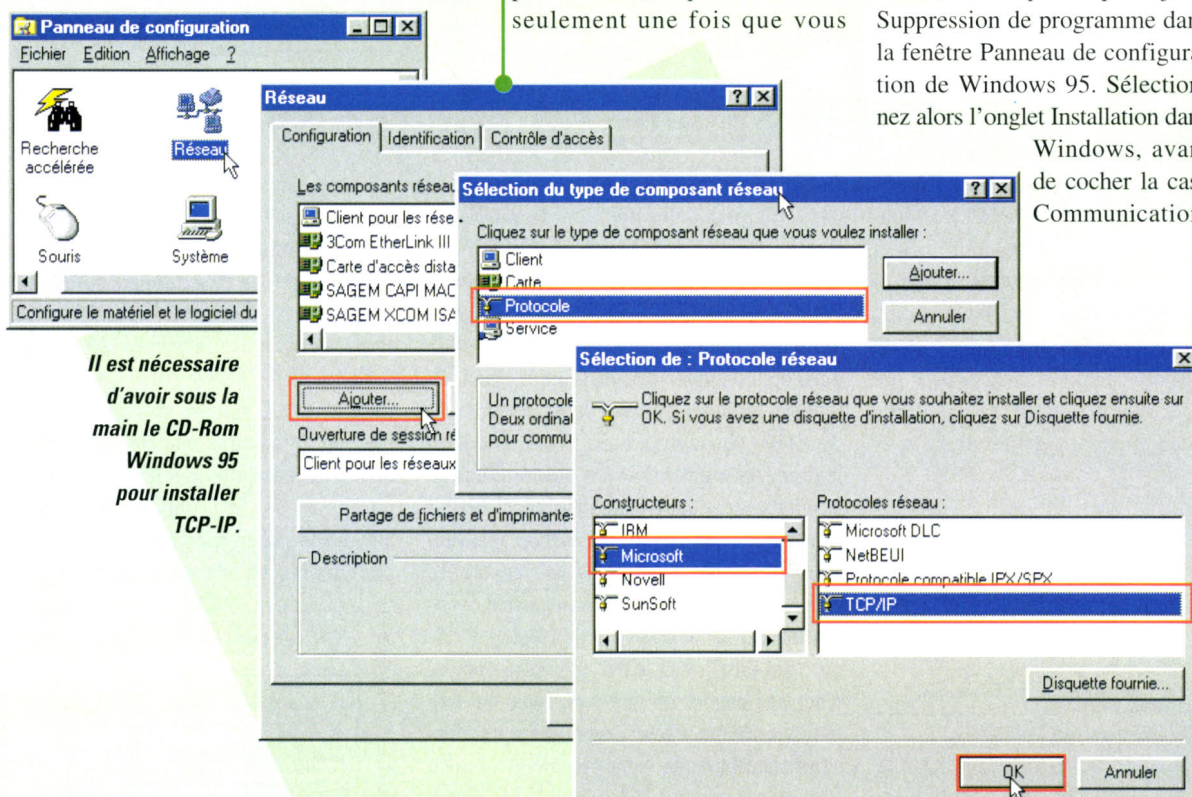 seulement une fois que vous
Suppression de programme dan
la fenêtre Panneau de configura-
tion de Windows 95. Sélection-
nez alors l'onglet Installation dan
Windows, avan
de cocher la cas
Communication
Panneau de configuration
Fichier Edition Affichage ?
Recherche
accélérée
Réseau
Souris
Système
Configure le matériel et le logiciel du
Il est nécessaire
d'avoir sous la
main le CD-Rom
Windows 95
pour installer
TCP-IP.
Réseau
Configuration Identification Contrôle d'accès
Les composants réseau
Client pour les rése
3Com EtherLink III
Carte d'accès dista
SAGEM CAPI MAC
SAGEM XCOM ISA
Ajouter...
Ouverture de session ré
Client pour les réseaux
Partage de fichiers et d'imprimante
Description
Sélection du type de composant réseau
Cliquez sur le type de composant réseau que vous voulez installer :
Client
Carte
Protocole
Service
Ajouter...
Annuler
Un protocole
Deux ordina
pour commu
Sélection de : Protocole réseau
Cliquez sur le protocole réseau que vous souhaitez installer et cliquez ensuite sur
OK. Si vous avez une disquette d'installation, cliquez sur Disquette fournie.
Constructeurs :
IBM
Microsoft
Novell
SunSoft
Protocoles réseau :
Microsoft DLC
NetBEUI
Protocole compatible IPX/SPX
TCP/IP
Disquette fournie...
OK
Annuler